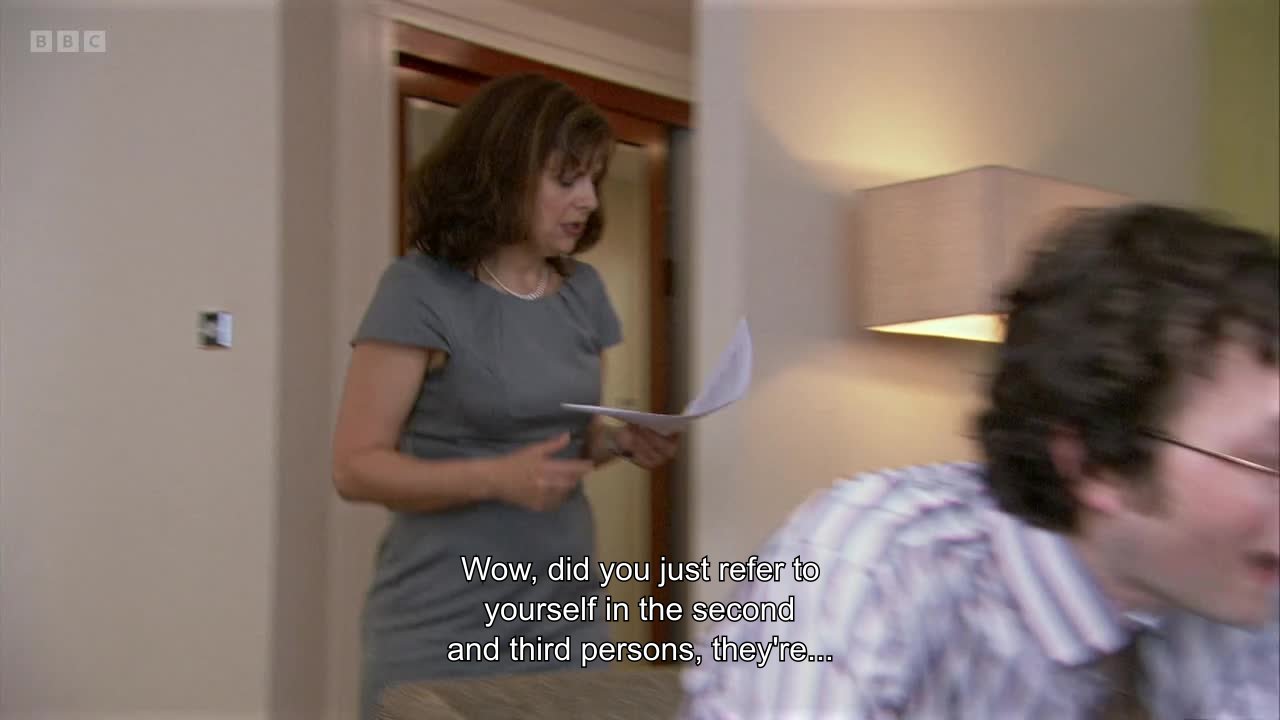 BBC
Wow, did you just refer to
yourself in the second
and third persons, they're...